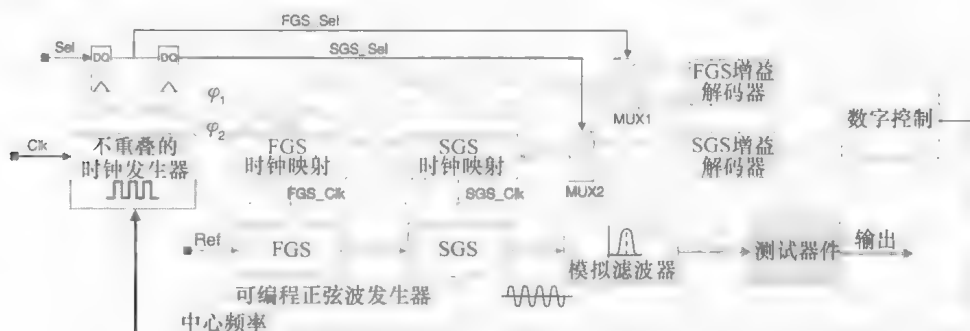 FGS_Sel
Sel
DQ
DQ
SGS_Sel
φ1
φ2
FGS增益
解码器
MUX1
数字控制
Clk
不重叠的
时钟发生器
FGS
时钟映射
SGS
时钟映射
SGS增益
解码器
MUX2
FGS_Clk
SGS_Clk
Ref
FGS
SGS
模拟滤波器
测试器件
输出
可编程正弦波发生器
中心频率